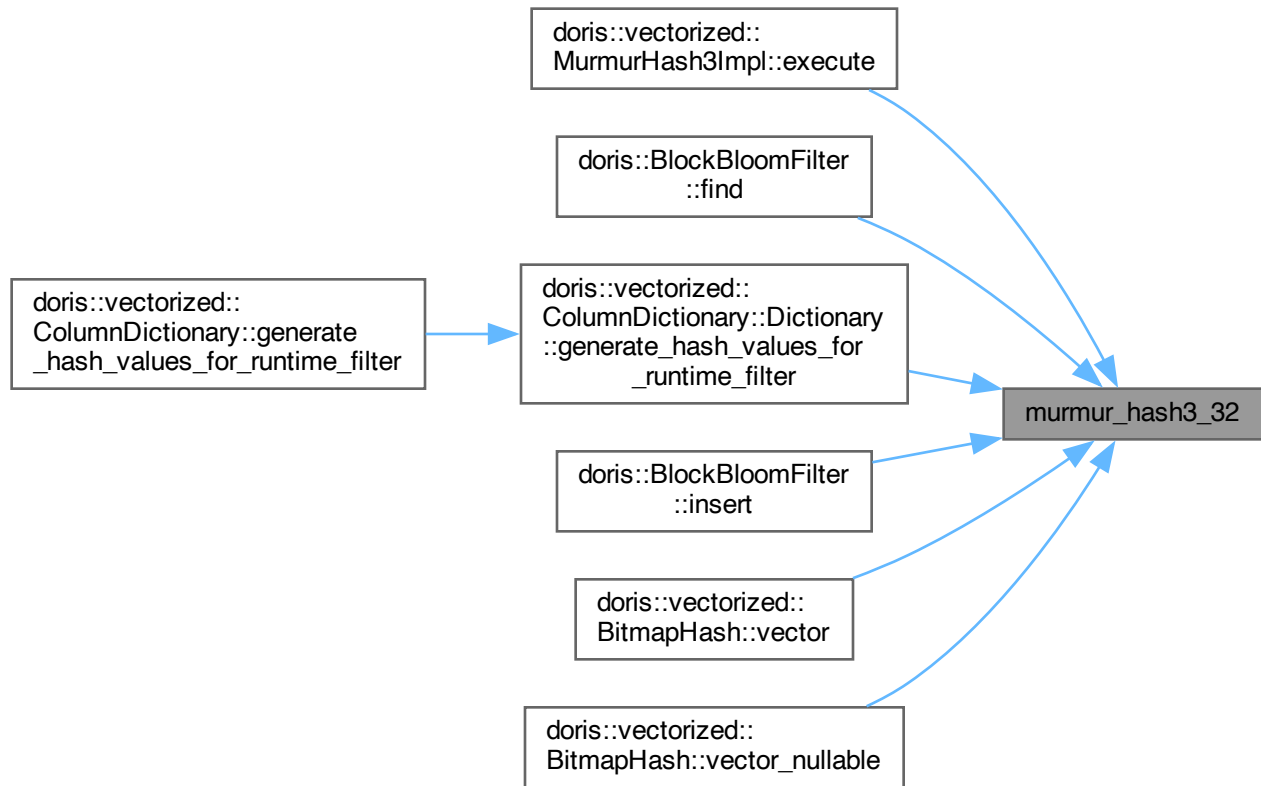 doris::vectorized::
MurmurHash3Impl::execute
doris::BlockBloomFilter
::find
doris::vectorized::
ColumnDictionary::generate
_hash_values_for_runtime_filter
doris::vectorized::
ColumnDictionary::Dictionary
::generate_hash_values_for
_runtime_filter
murmur_hash3_32
doris::BlockBloomFilter
::insert
doris::vectorized::
BitmapHash::vector
doris::vectorized::
BitmapHash::vector_nullable